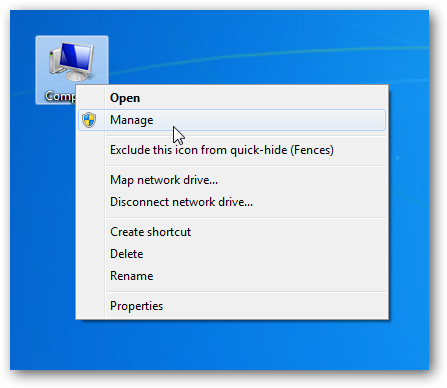 Open
Manage
Exclude this icon from quick-hide (Fences)
Map network drive...
Disconnect network drive...
Create shortcut
Delete
Rename
Properties